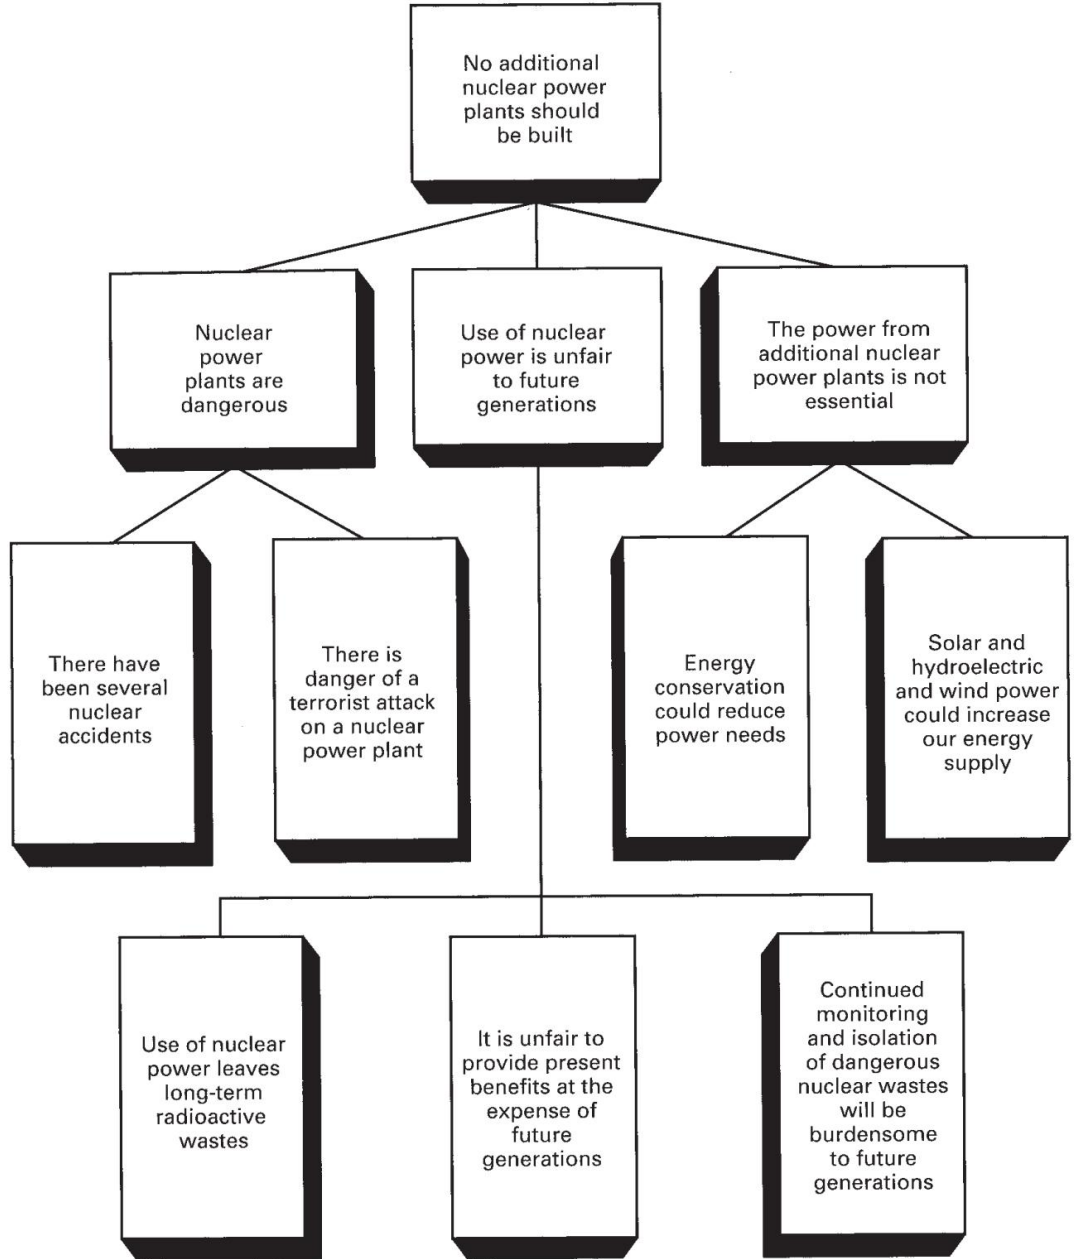 No additional
nuclear power
plants should
be built
Nuclear
power
plants are
dangerous
Use of nuclear
power is unfair
to future
generations
The power from
additional nuclear
power plants is not
essential
There have
been several
nuclear
accidents
There is
danger of a
terrorist attack
on a nuclear
power plant
Energy
conservation
could reduce
power needs
Solar and
hydroelectric
and wind power
could increase
our energy
supply
Use of nuclear
power leaves
long-term
radioactive
wastes
It is unfair to
provide present
benefits at the
expense of
future
generations
Continued
monitoring
and isolation
of dangerous
nuclear wastes
will be
burdensome
to future
generations